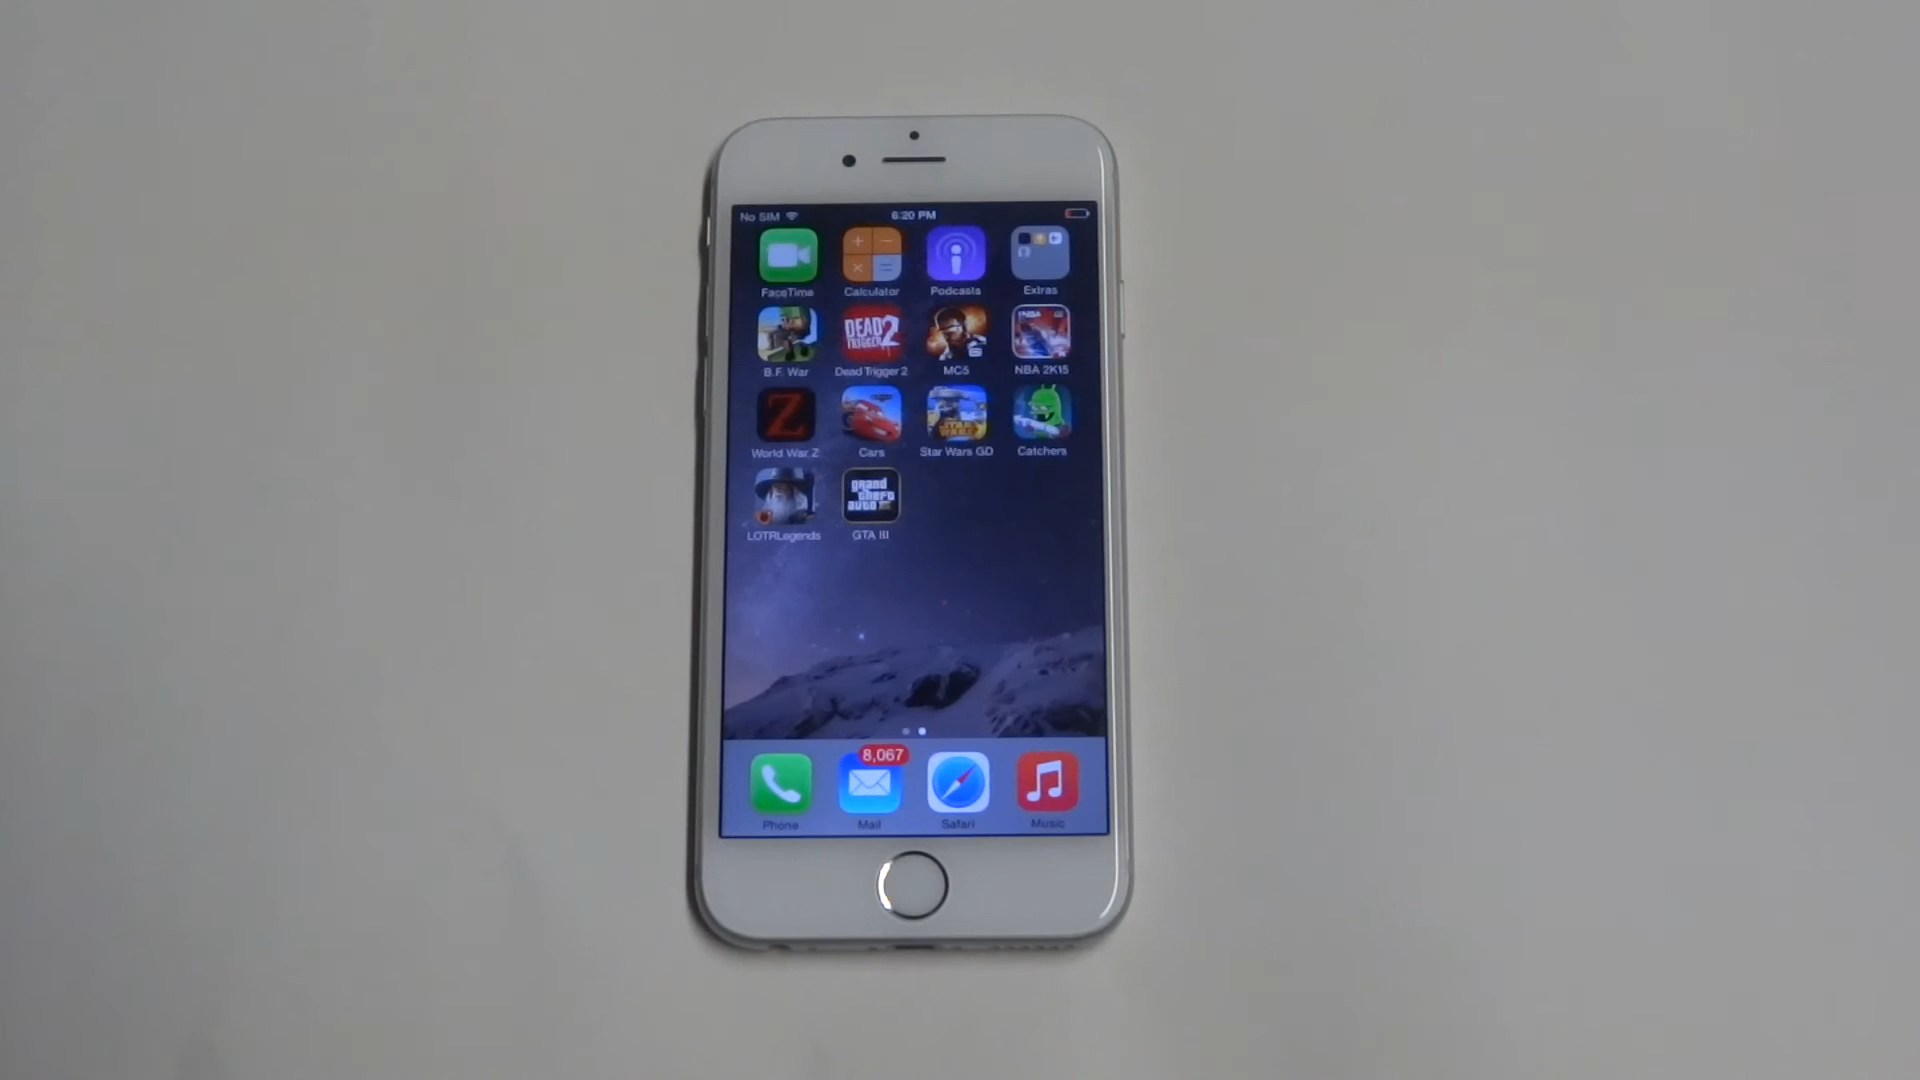 No SIM 6:20 PM
FaceTime Calculator Podcasts Extras
DEAD TRIGGER 2
B.F. War Dead Trigger 2 MC5 NBA 2K15
Z
STAR WARS
World War Z Cars Star Wars GD Catchers
grand
theft
auto
LOTRLegends GTA III
8,067
Phone Mail Safari Music